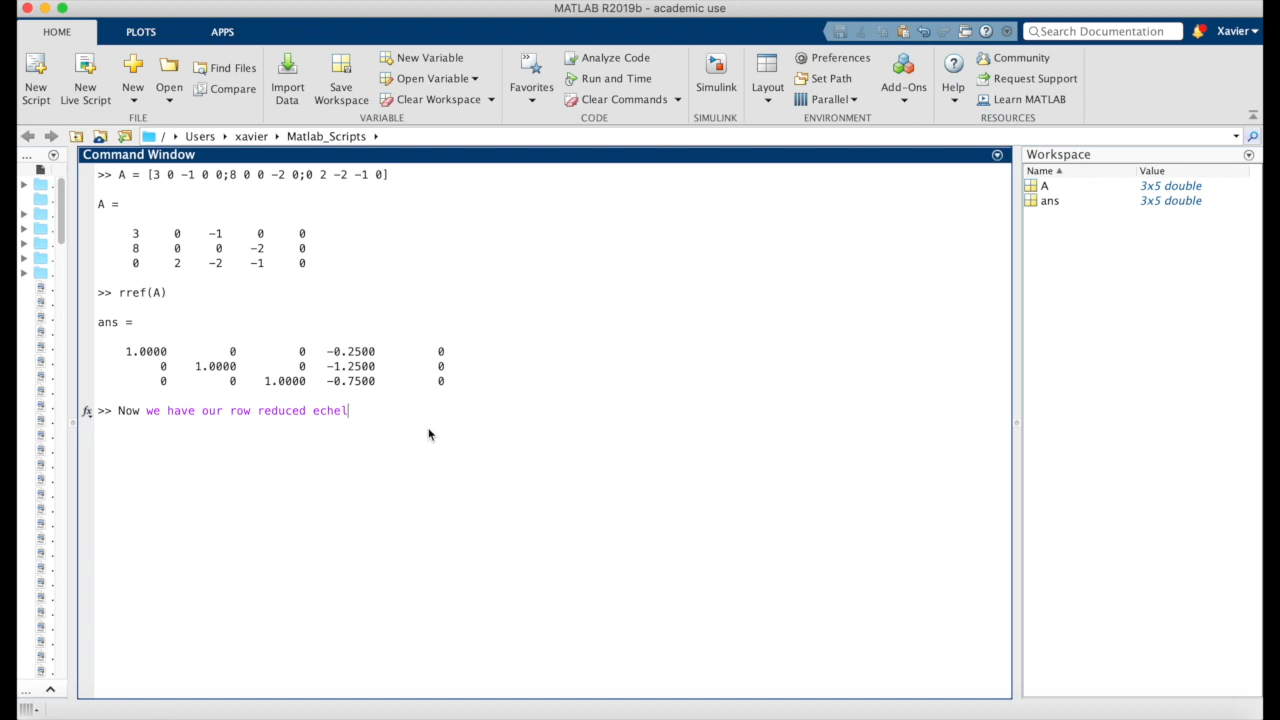 MATLAB R2019b - academic use
HOME PLOTS APPS
Search Documentation
Xavier
New Script
New Live Script
New
Open
Find Files
Compare
FILE
Import Data
Save Workspace
New Variable
Open Variable
Clear Workspace
VARIABLE
Favorites
Analyze Code
Run and Time
Clear Commands
CODE
Simulink
SIMULINK
Layout
Preferences
Set Path
Parallel
Add-Ons
ENVIRONMENT
Help
Community
Request Support
Learn MATLAB
RESOURCES
/ Users xavier Matlab_Scripts
...
Command Window
>> A = [3 0 -1 0 0;8 0 0 -2 0;0 2 -2 -1 0]
A =
3 0 -1 0 0
8 0 0 -2 0
0 2 -2 -1 0
>> rref(A)
ans =
1.0000 0 0 -0.2500 0
0 1.0000 0 -1.2500 0
0 0 1.0000 -0.7500 0
fx >> Now we have our row reduced echel
Workspace
Name Value
A 3x5 double
ans 3x5 double
...